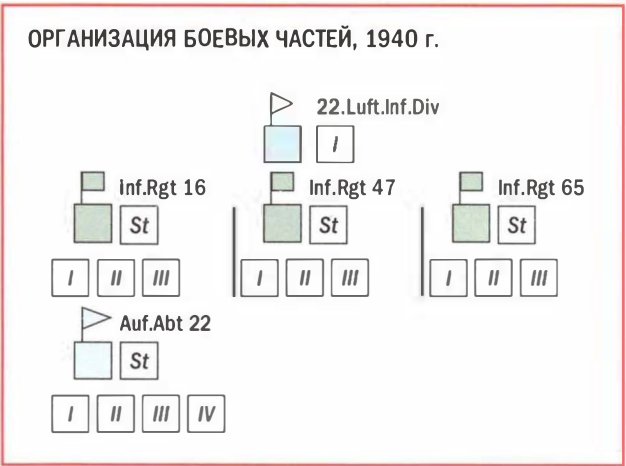 ОРГАНИЗАЦИЯ БОЕВЫХ ЧАСТЕЙ, 1940 г.
22.Luft.Inf.Div
I
Inf.Rgt 16 Inf.Rgt 47 Inf.Rgt 65
St St St
I II III I II III I II III
Auf.Abt 22
St
I II III IV